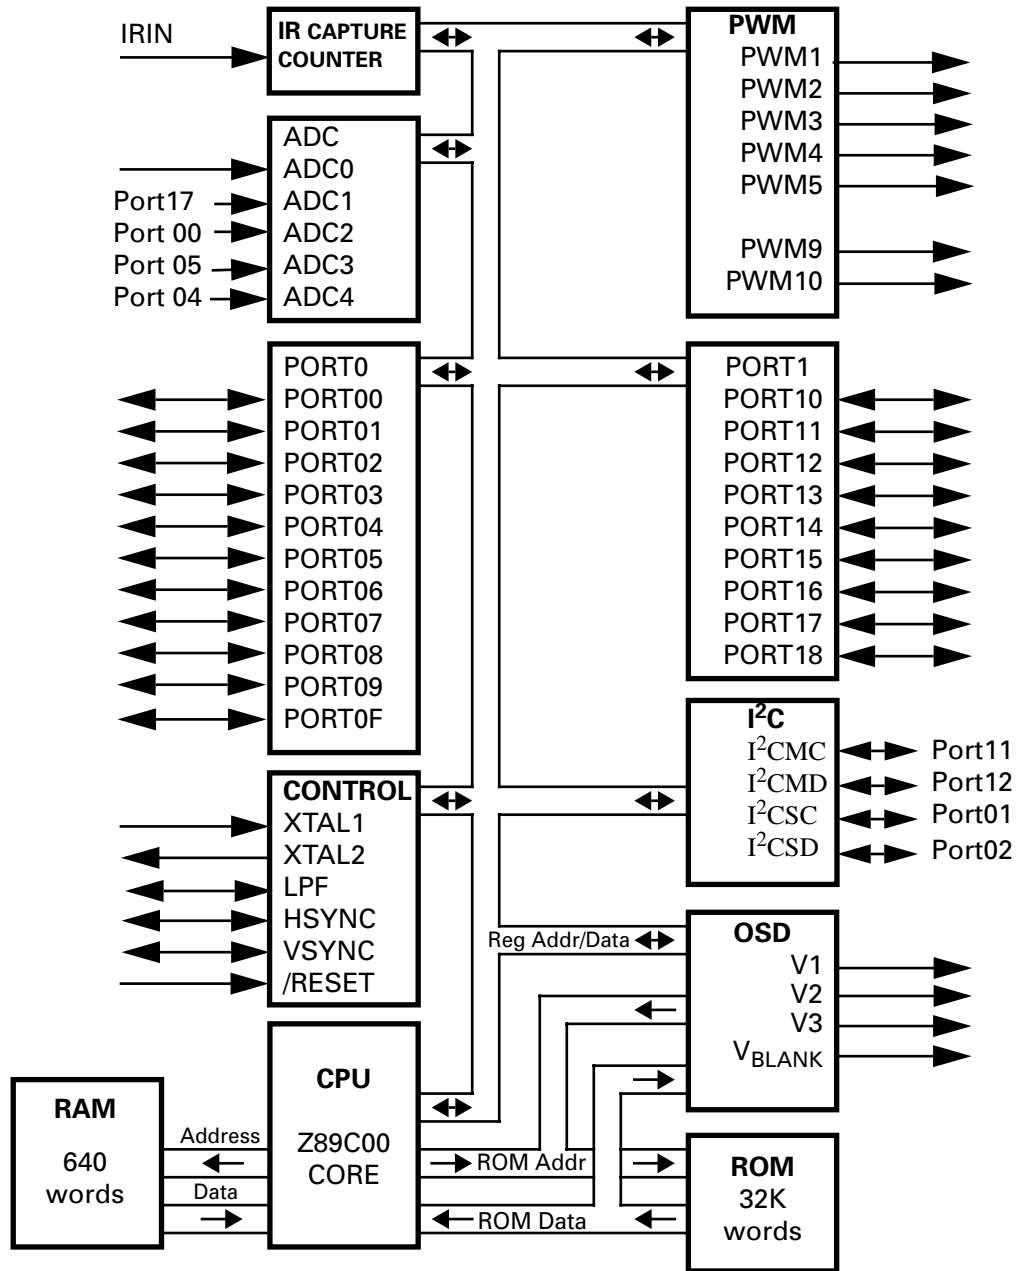 IRIN
IR CAPTURE
COUNTER
PWM
PWM1
PWM2
PWM3
PWM4
PWM5
PWM9
PWM10
ADC
ADC0
Port17 ADC1
Port 00 ADC2
Port 05 ADC3
Port 04 ADC4
PORT0
PORT00
PORT01
PORT02
PORT03
PORT04
PORT05
PORT06
PORT07
PORT08
PORT09
PORT0F
PORT1
PORT10
PORT11
PORT12
PORT13
PORT14
PORT15
PORT16
PORT17
PORT18
I²C
I²CMC Port11
I²CMD Port12
I²CSC Port01
I²CSD Port02
CONTROL
XTAL1
XTAL2
LPF
HSYNC
VSYNC
/RESET
Reg Addr/Data
OSD
V1
V2
V3
VBLANK
CPU
Z89C00
CORE
RAM
640
words
Address
Data
ROM Addr
ROM Data
ROM
32K
words